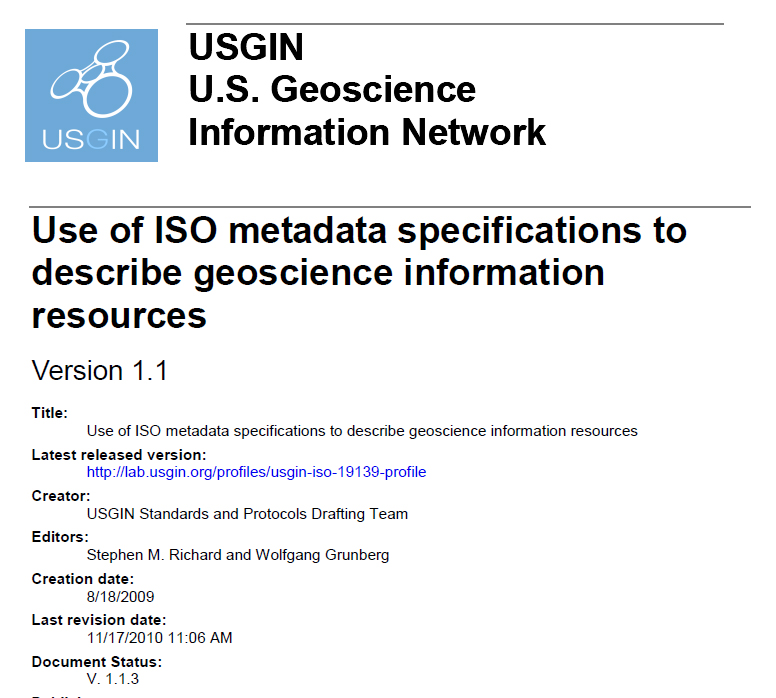 USGIN
USGIN
U.S. Geoscience
Information Network
Use of ISO metadata specifications to
describe geoscience information
resources
Version 1.1
Title:
Use of ISO metadata specifications to describe geoscience information resources
Latest released version:
http://lab.usgin.org/profiles/usgin-iso-19139-profile
Creator:
USGIN Standards and Protocols Drafting Team
Editors:
Stephen M. Richard and Wolfgang Grunberg
Creation date:
8/18/2009
Last revision date:
11/17/2010 11:06 AM
Document Status:
V. 1.1.3